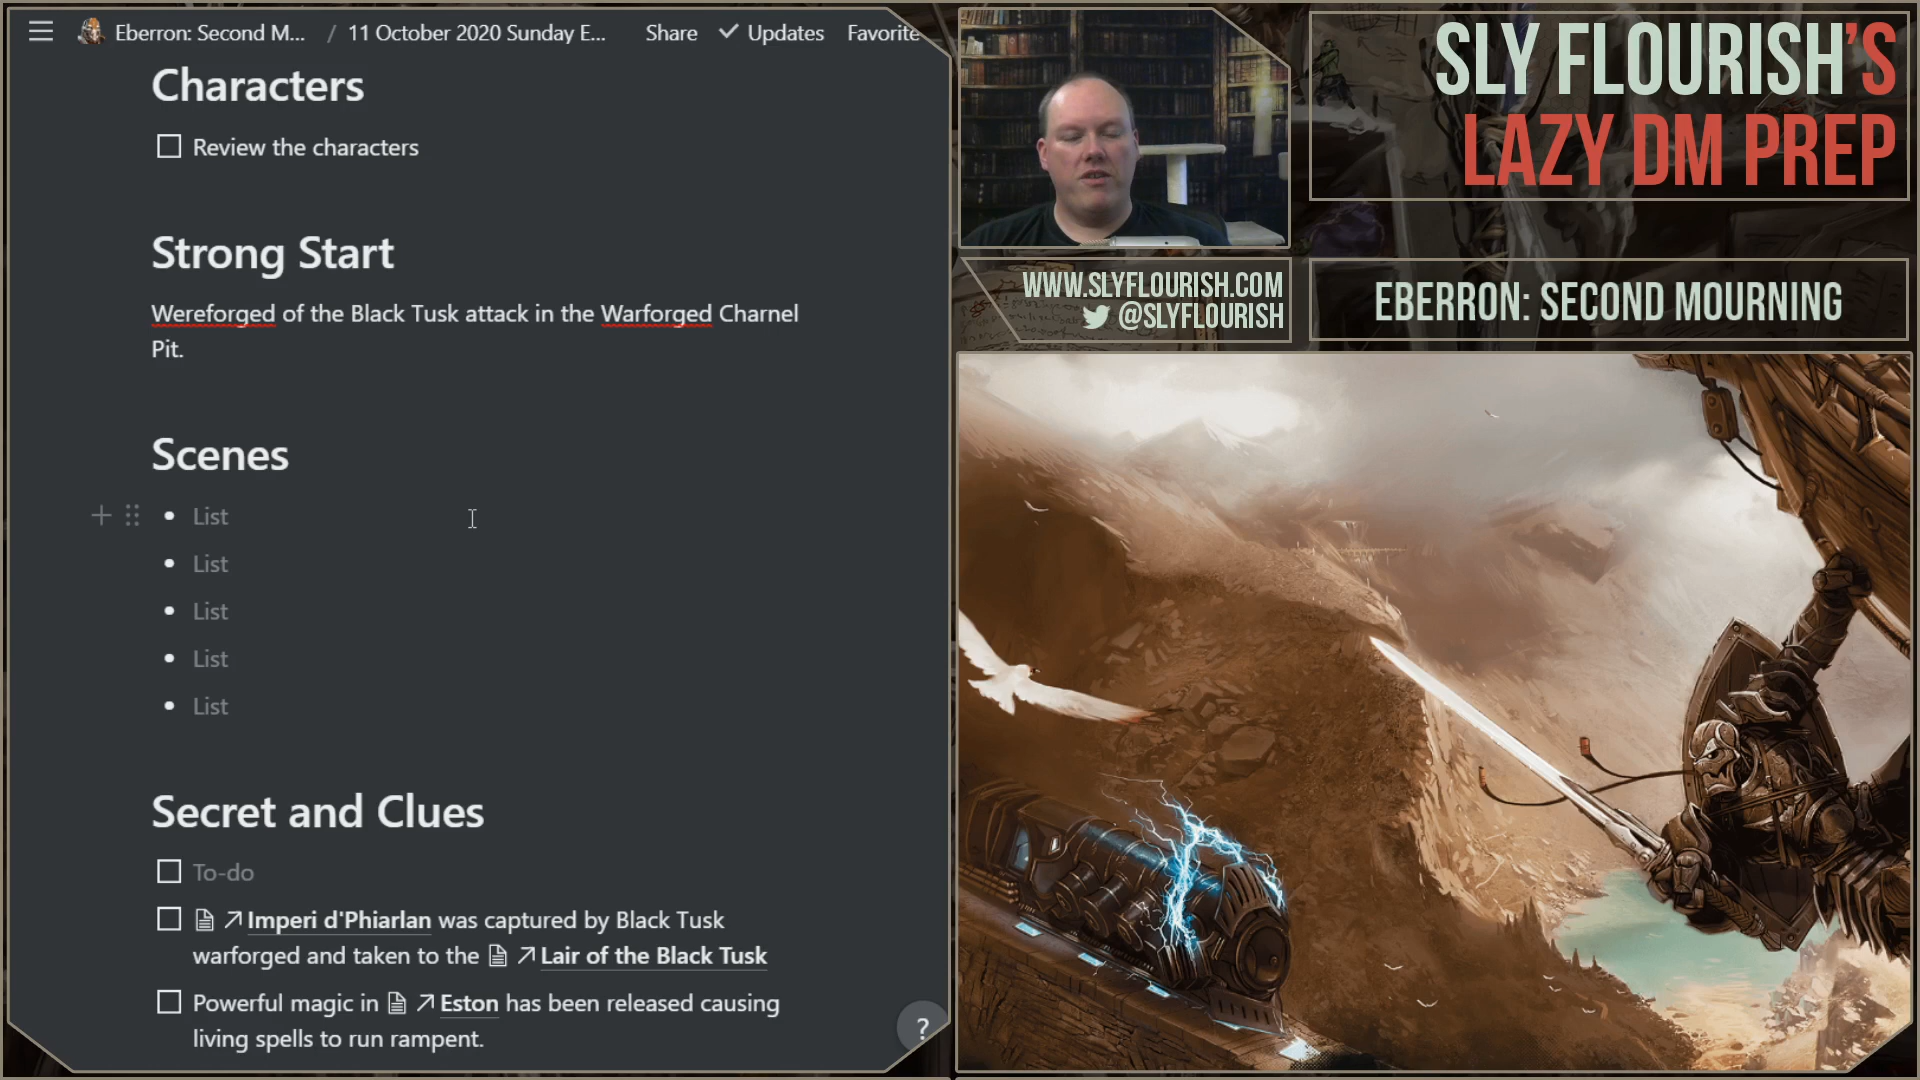 Eberron: Second M... / 11 October 2020 Sunday E... Share Updates Favorite
Characters
Review the characters
Strong Start
Wereforged of the Black Tusk attack in the Warforged Charnel
Pit.
Scenes
List
List
List
List
List
Secret and Clues
To-do
Imperi d'Phiarlan was captured by Black Tusk
warforged and taken to the Lair of the Black Tusk
Powerful magic in Eston has been released causing
living spells to run rampent.
?
SLY FLOURISH'S
LAZY DM PREP
WWW.SLYFLOURISH.COM
@SLYFLOURISH
EBERRON: SECOND MOURNING